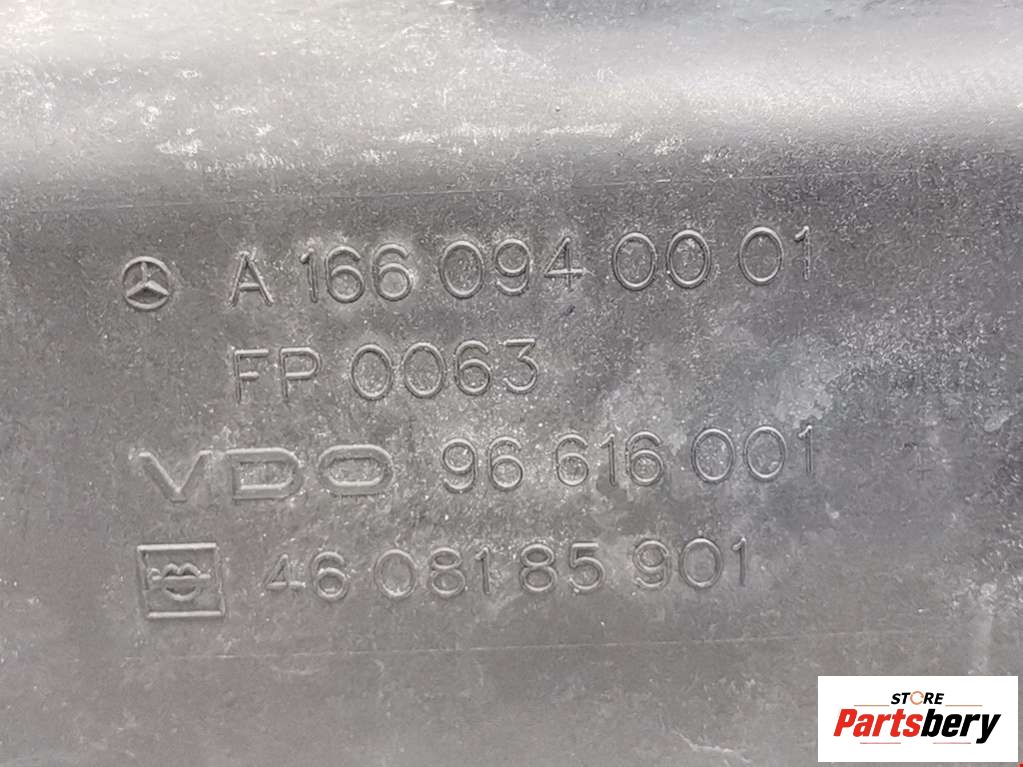 A 166 094 00 01
FP 0063
VDO 96 616 001
46 081 85 901
STORE
Partsbery